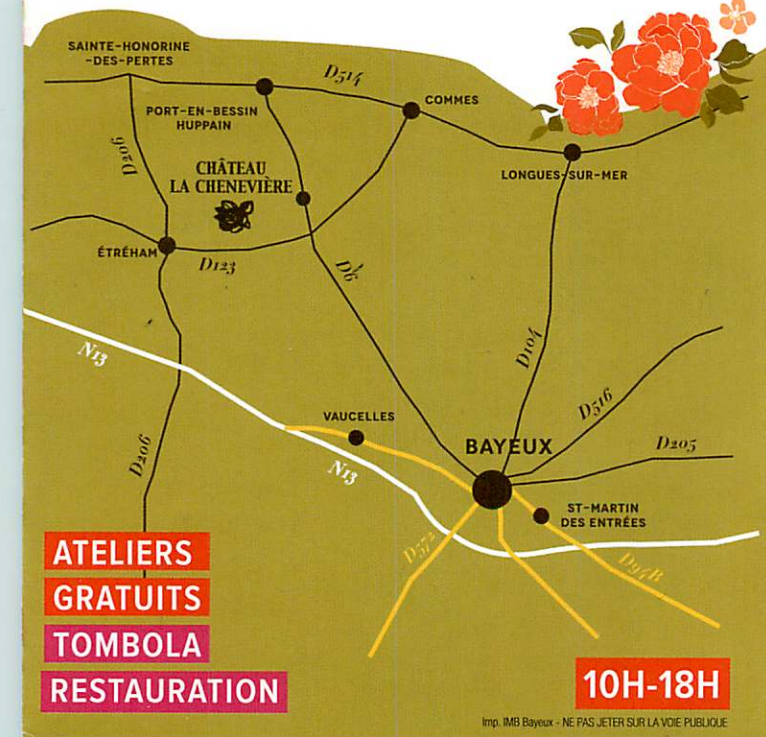 SAINTE-HONORINE
-DES-PERTES
D514
PORT-EN-BESSIN
HUPPAIN
COMMES
D206
CHÂTEAU
LA CHENEVIÈRE
LONGUES-SUR-MER
ÉTRÉHAM
D123
D6
N13
D104
D516
VAUCELLES
BAYEUX
D205
D206
N13
ST-MARTIN
DES ENTRÉES
D572
D94B
ATELIERS
GRATUITS
TOMBOLA
RESTAURATION
10H-18H
Imp. IMB Bayeux - NE PAS JETER SUR LA VOIE PUBLIQUE